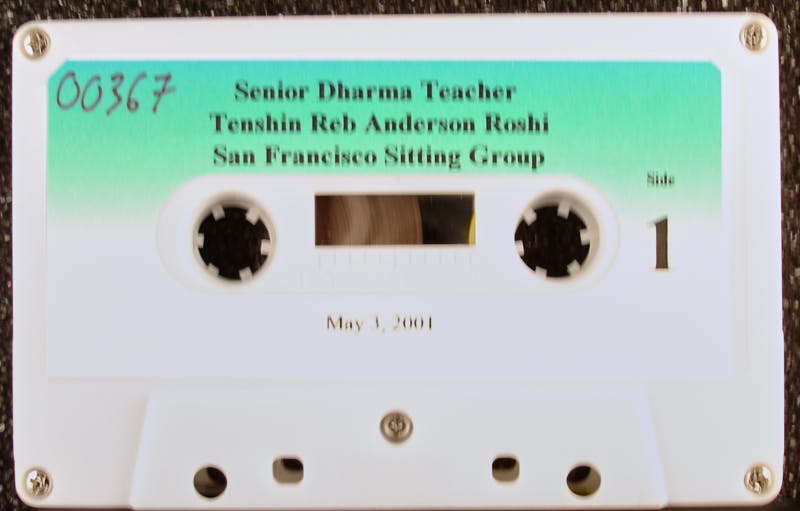 00367
Senior Dharma Teacher
Tenshin Reb Anderson Roshi
San Francisco Sitting Group
Side
1
May 3, 2001